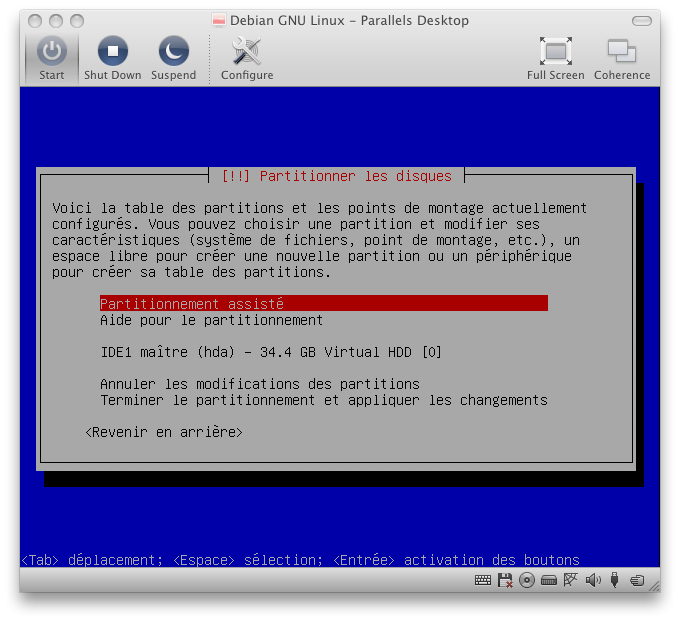 Debian GNU Linux – Parallels Desktop
Start Shut Down Suspend Configure Full Screen Coherence
[!!] Partitionner les disques
Voici la table des partitions et les points de montage actuellement
configurés. Vous pouvez choisir une partition et modifier ses
caractéristiques (système de fichiers, point de montage, etc.), un
espace libre pour créer une nouvelle partition ou un périphérique
pour créer sa table des partitions.
Partitionnement assisté
Aide pour le partitionnement
IDE1 maître (hda) - 34.4 GB Virtual HDD [0]
Annuler les modifications des partitions
Terminer le partitionnement et appliquer les changements
<Revenir en arrière>
<Tab> déplacement; <Espace> sélection; <Entrée> activation des boutons